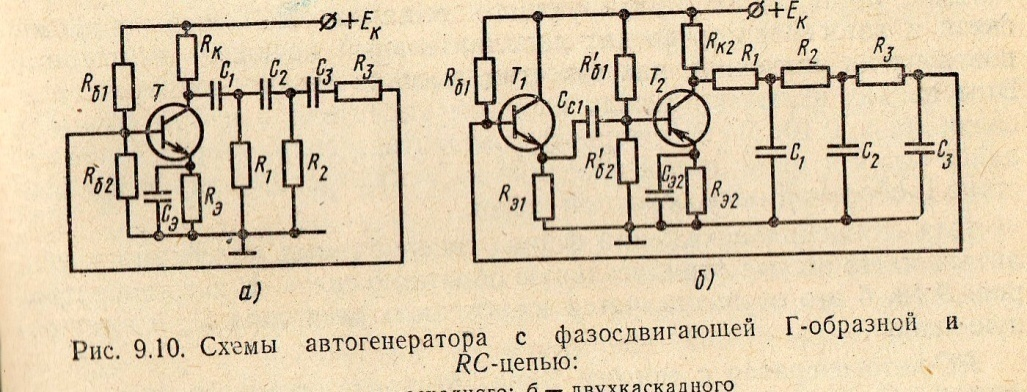 +Eк +Eк
Rк C1 C2 C3 R3 Rб1 T
Rб2 Cэ Rэ R1 R2
Rб1 T1 R'б1 T2 Rк2 R1 R2 R3
Cc1 R'б2 Rэ1 Cэ2 Rэ2 C1 C2 C3
а) б)
Рис. 9.10. Схемы автогенератора с фазосдвигающей Г-образной и
RC-цепью:
б — двухкаскадного